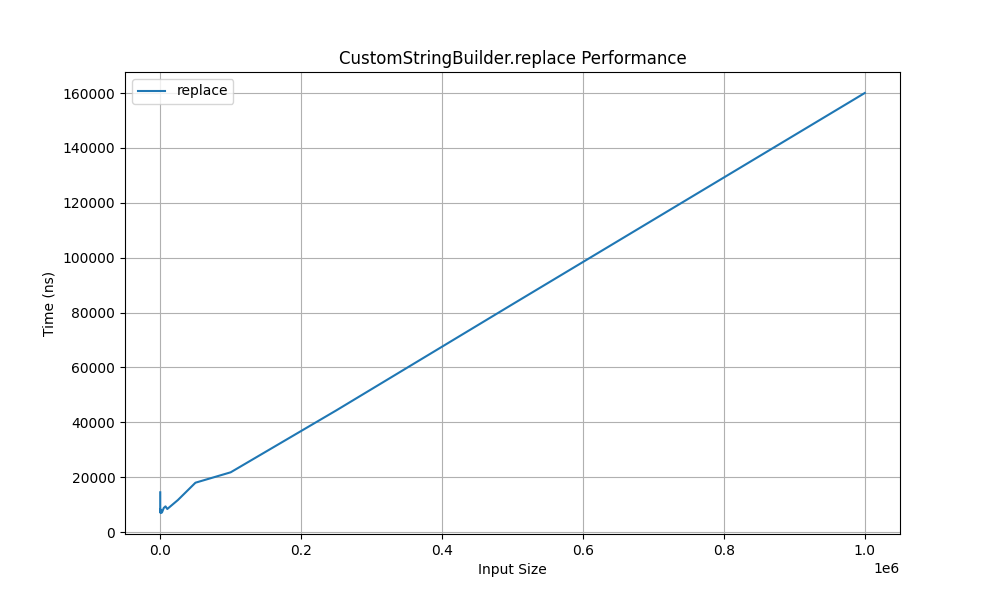 CustomStringBuilder.replace Performance
replace
Time (ns)
160000
140000
120000
100000
80000
60000
40000
20000
0
0.0 0.2 0.4 0.6 0.8 1.0
1e6
Input Size